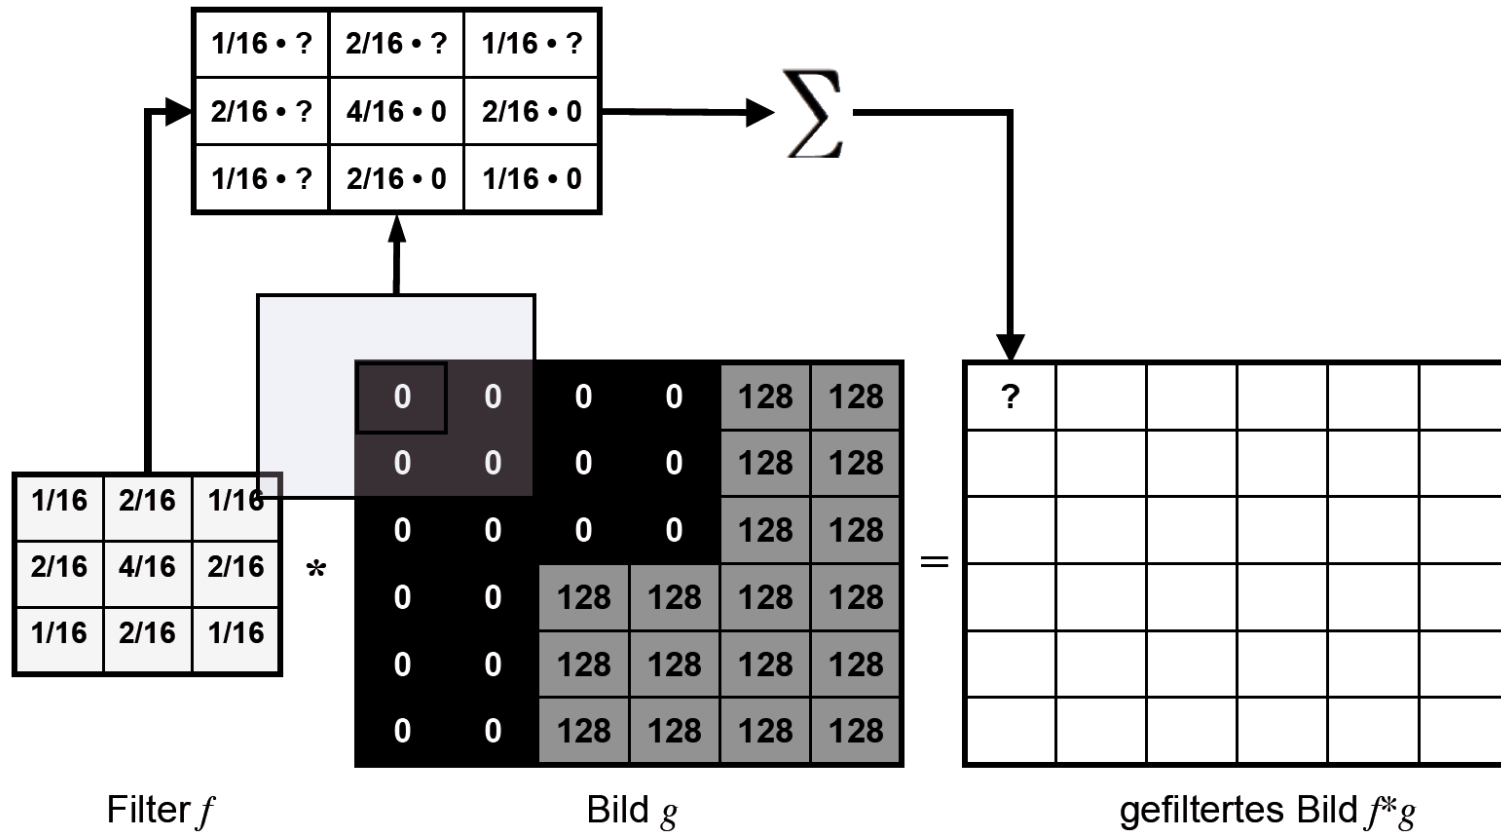 1/16 • ? 2/16 • ? 1/16 • ?
2/16 • ? 4/16 • 0 2/16 • 0
1/16 • ? 2/16 • 0 1/16 • 0
∑
1/16 2/16 1/16
2/16 4/16 2/16
1/16 2/16 1/16
*
0 0 0 0 128 128
0 0 0 0 128 128
0 0 0 0 128 128
0 0 128 128 128 128
0 0 128 128 128 128
0 0 128 128 128 128
=
?
Filter f
Bild g
gefiltertes Bild f*g